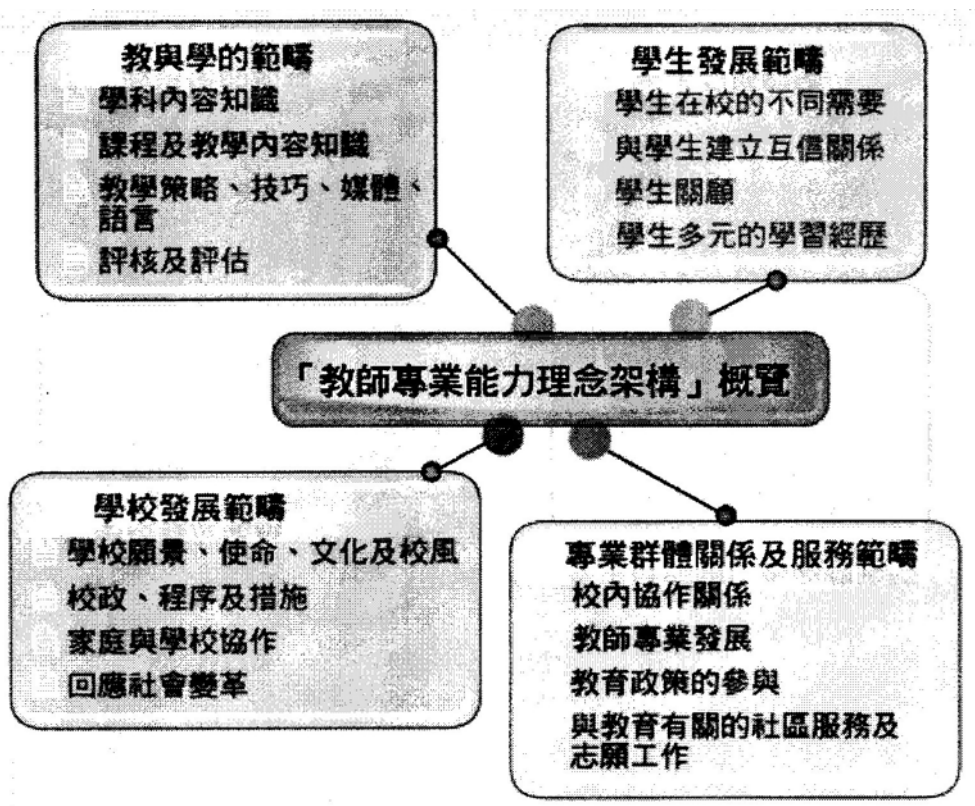 教與學的範疇
學科內容知識
課程及教學內容知識
教學策略、技巧、媒體、
語言
評核及評估
學生發展範疇
學生在校的不同需要
與學生建立互信關係
學生關顧
學生多元的學習經歷
「教師專業能力理念架構」概覽
學校發展範疇
學校願景、使命、文化及校風
校政、程序及措施
家庭與學校協作
回應社會變革
專業群體關係及服務範疇
校內協作關係
教師專業發展
教育政策的參與
與教育有關的社區服務及
志願工作